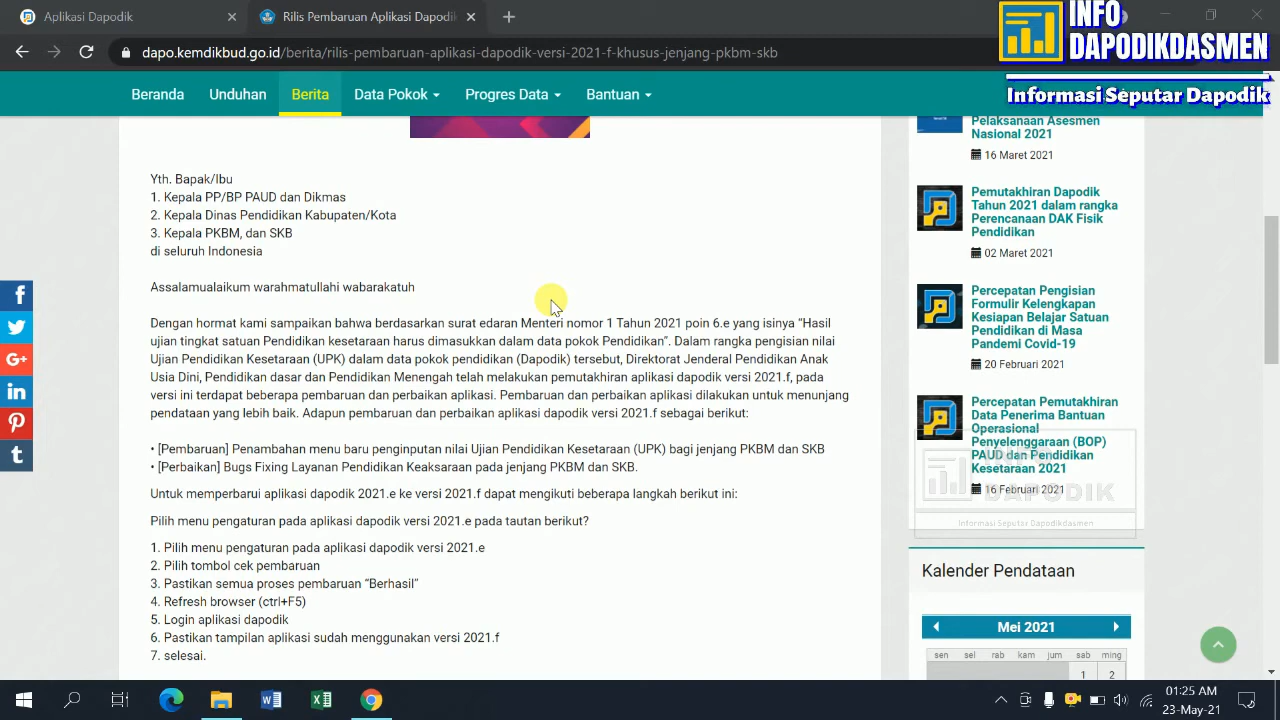 Aplikasi Dapodik
Rilis Pembaruan Aplikasi Dapodik
INFO
DAPODIKDASMEN
Informasi Seputar Dapodik
dapo.kemdikbud.go.id/berita/rilis-pembaruan-aplikasi-dapodik-versi-2021-f-khusus-jenjang-pkbm-skb
Beranda Unduhan Berita Data Pokok Progres Data Bantuan
Yth. Bapak/Ibu
1. Kepala PP/BP PAUD dan Dikmas
2. Kepala Dinas Pendidikan Kabupaten/Kota
3. Kepala PKBM, dan SKB
di seluruh Indonesia
Assalamualaikum warahmatullahi wabarakatuh
Dengan hormat kami sampaikan bahwa berdasarkan surat edaran Menteri nomor 1 Tahun 2021 poin 6.e yang isinya “Hasil
ujian tingkat satuan Pendidikan kesetaraan harus dimasukkan dalam data pokok Pendidikan”. Dalam rangka pengisian nilai
Ujian Pendidikan Kesetaraan (UPK) dalam data pokok pendidikan (Dapodik) tersebut, Direktorat Jenderal Pendidikan Anak
Usia Dini, Pendidikan dasar dan Pendidikan Menengah telah melakukan pemutakhiran aplikasi dapodik versi 2021.f, pada
versi ini terdapat beberapa pembaruan dan perbaikan aplikasi. Pembaruan dan perbaikan aplikasi dilakukan untuk menunjang
pendataan yang lebih baik. Adapun pembaruan dan perbaikan aplikasi dapodik versi 2021.f sebagai berikut:
• [Pembaruan] Penambahan menu baru penginputan nilai Ujian Pendidikan Kesetaraan (UPK) bagi jenjang PKBM dan SKB
• [Perbaikan] Bugs Fixing Layanan Pendidikan Keaksaraan pada jenjang PKBM dan SKB.
Untuk memperbarui aplikasi dapodik 2021.e ke versi 2021.f dapat mengikuti beberapa langkah berikut ini:
Pilih menu pengaturan pada aplikasi dapodik versi 2021.e pada tautan berikut?
1. Pilih menu pengaturan pada aplikasi dapodik versi 2021.e
2. Pilih tombol cek pembaruan
3. Pastikan semua proses pembaruan “Berhasil”
4. Refresh browser (ctrl+F5)
5. Login aplikasi dapodik
6. Pastikan tampilan aplikasi sudah menggunakan versi 2021.f
7. selesai.
Pelaksanaan Asesmen
Nasional 2021
16 Maret 2021
Pemutakhiran Dapodik
Tahun 2021 dalam rangka
Perencanaan DAK Fisik
Pendidikan
02 Maret 2021
Percepatan Pengisian
Formulir Kelengkapan
Kesiapan Belajar Satuan
Pendidikan di Masa
Pandemi Covid-19
20 Februari 2021
Percepatan Pemutakhiran
Data Penerima Bantuan
Operasional
Penyelenggaraan (BOP)
PAUD dan Pendidikan
Kesetaraan 2021
16 Februari 2021
INFO
DAPODIK
Informasi Seputar Dapodikdasmen
Kalender Pendataan
Mei 2021
sen sel rab kam jum sab ming
1 2
01:25 AM
23-May-21